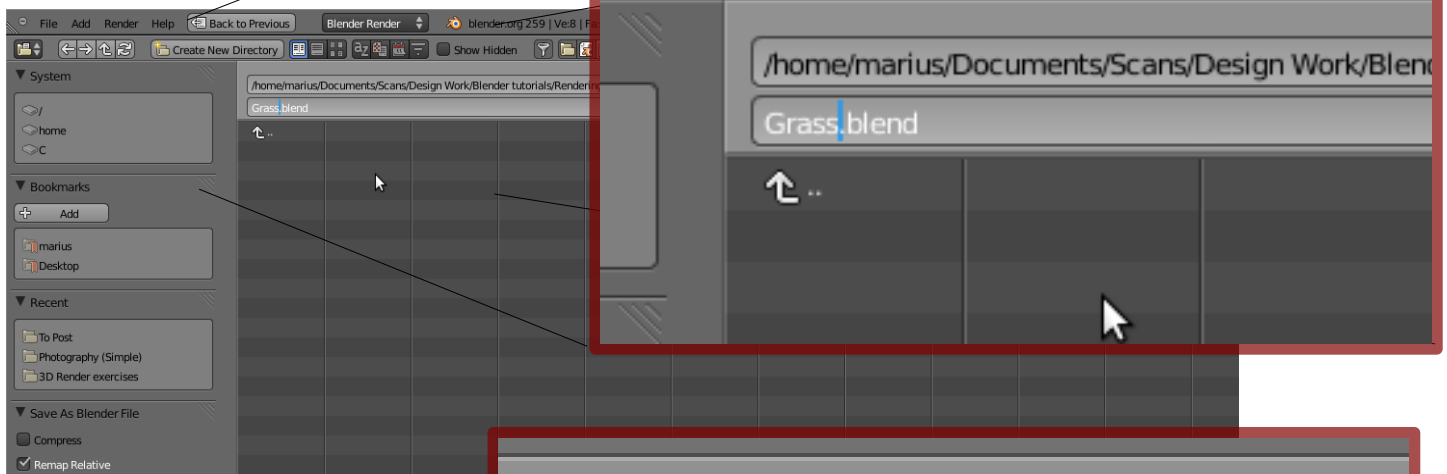 File Add Render Help Back to Previous Blender Render blender.org 259 | Ve:8 |
Create New Directory Show Hidden
System
/
home
C
Bookmarks
Add
marius
Desktop
Recent
To Post
Photography (Simple)
3D Render exercises
Save As Blender File
Compress
Remap Relative
/home/marius/Documents/Scans/Design Work/Blender tutorials/Rendering
Grass.blend
..
/home/marius/Documents/Scans/Design Work/Blen
Grass.blend
..